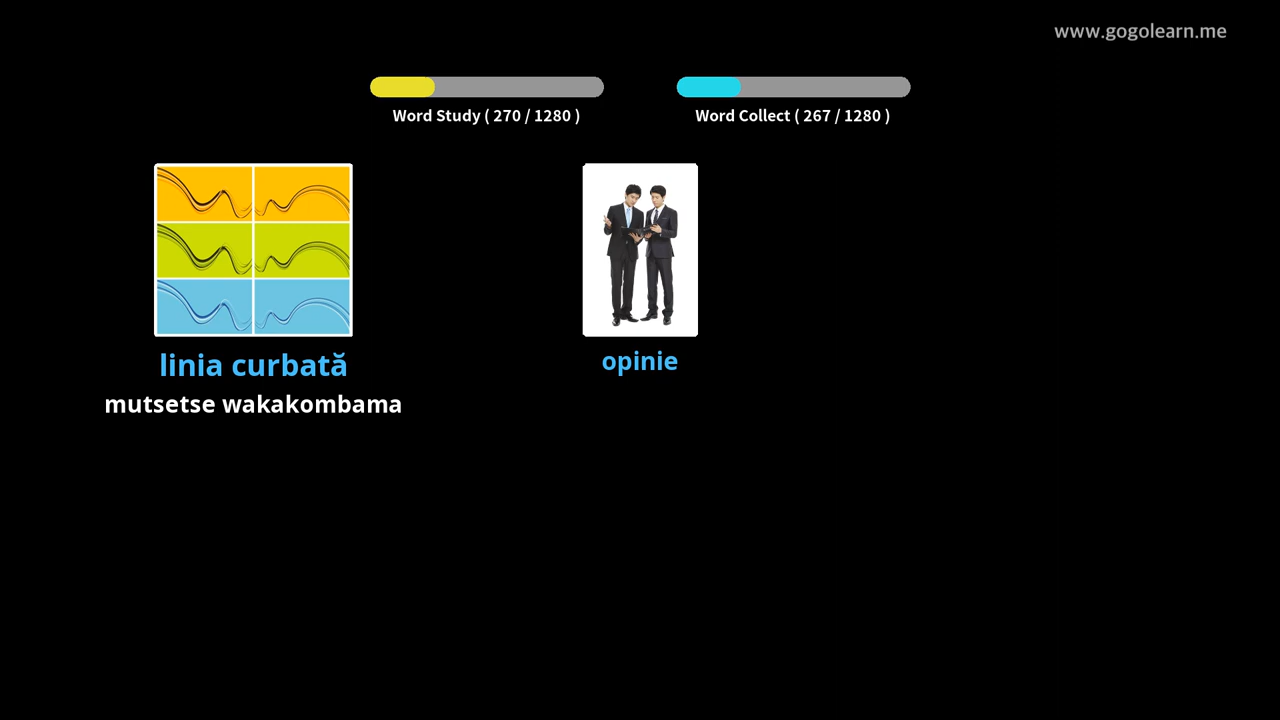 www.gogolearn.me
Word Study ( 270 / 1280 )
Word Collect ( 267 / 1280 )
linia curbată
mutsetse wakakombama
opinie